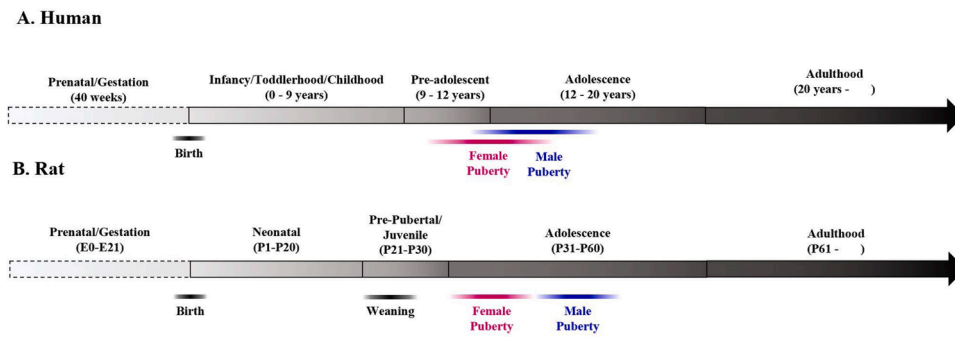 A. Human
Prenatal/Gestation
(40 weeks)
Infancy/Toddlerhood/Childhood
(0 - 9 years)
Pre-adolescent
(9 - 12 years)
Adolescence
(12 - 20 years)
Adulthood
(20 years -    )
Birth
Female
Puberty
Male
Puberty
B. Rat
Prenatal/Gestation
(E0-E21)
Neonatal
(P1-P20)
Pre-Pubertal/
Juvenile
(P21-P30)
Adolescence
(P31-P60)
Adulthood
(P61 -    )
Birth
Weaning
Female
Puberty
Male
Puberty